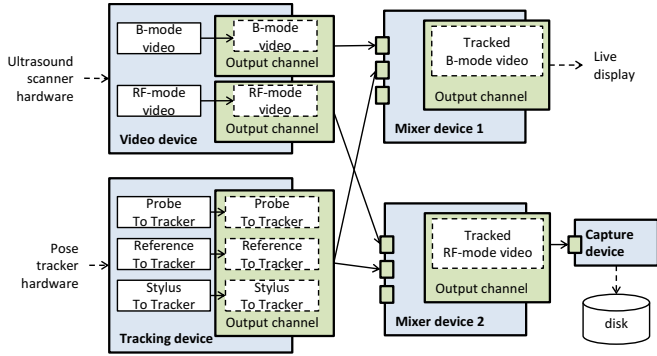 Ultrasound
scanner
hardware
B-mode
video
B-mode
video
Output channel
RF-mode
video
RF-mode
video
Output channel
Video device
Tracked
B-mode video
Output channel
Mixer device 1
Live
display
Pose
tracker
hardware
Probe
To Tracker
Probe
To Tracker
Reference
To Tracker
Reference
To Tracker
Stylus
To Tracker
Stylus
To Tracker
Output channel
Tracking device
Tracked
RF-mode video
Output channel
Mixer device 2
Capture
device
disk